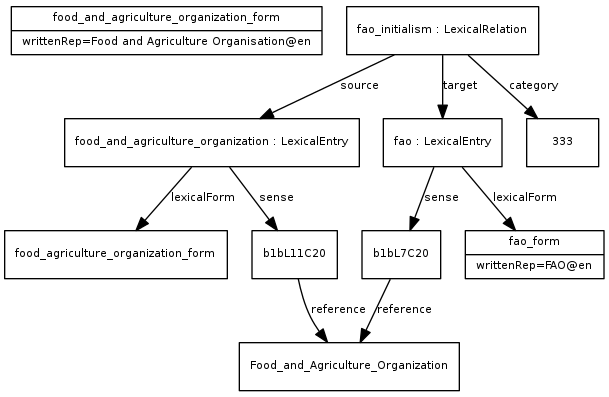 food_and_agriculture_organization_form
writtenRep=Food and Agriculture Organisation@en
fao_initialism : LexicalRelation
source
target
category
food_and_agriculture_organization : LexicalEntry
fao : LexicalEntry
333
lexicalForm
sense
sense
lexicalForm
food_agriculture_organization_form
b1bL11C20
b1bL7C20
fao_form
writtenRep=FAO@en
reference
reference
Food_and_Agriculture_Organization